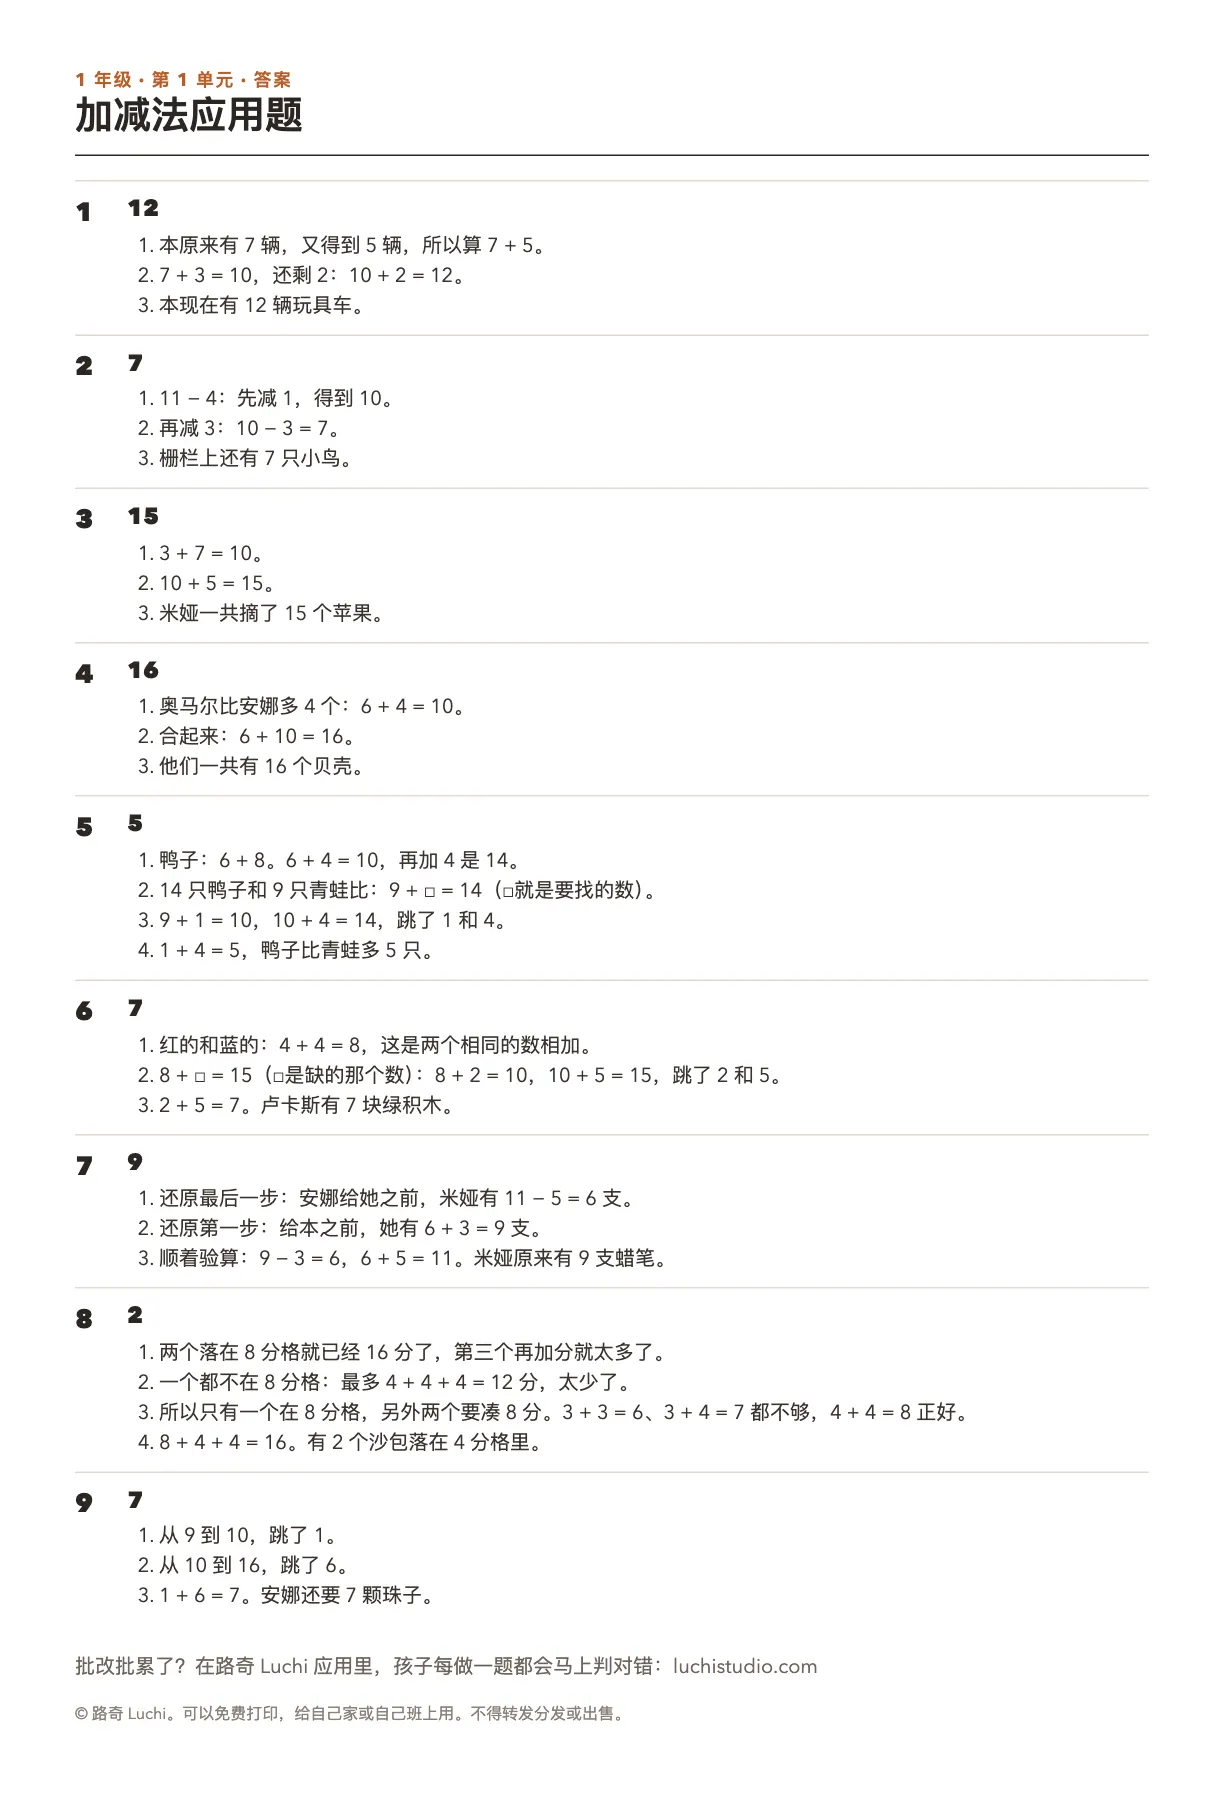 1 年级·第 1 单元·答案
加减法应用题
1 12
1. 本原来有 7 辆，又得到 5 辆，所以算 7 + 5。
2. 7 + 3 = 10，还剩 2：10 + 2 = 12。
3. 本现在有 12 辆玩具车。
2 7
1. 11 − 4：先减 1，得到 10。
2. 再减 3：10 − 3 = 7。
3. 栅栏上还有 7 只小鸟。
3 15
1. 3 + 7 = 10。
2. 10 + 5 = 15。
3. 米娅一共摘了 15 个苹果。
4 16
1. 奥马尔比安娜多 4 个：6 + 4 = 10。
2. 合起来：6 + 10 = 16。
3. 他们一共有 16 个贝壳。
5 5
1. 鸭子：6 + 8。6 + 4 = 10，再加 4 是 14。
2. 14 只鸭子和 9 只青蛙比：9 + □ = 14（□就是要找的数）。
3. 9 + 1 = 10，10 + 4 = 14，跳了 1 和 4。
4. 1 + 4 = 5，鸭子比青蛙多 5 只。
6 7
1. 红的和蓝的：4 + 4 = 8，这是两个相同的数相加。
2. 8 + □ = 15（□是缺的那个数）：8 + 2 = 10，10 + 5 = 15，跳了 2 和 5。
3. 2 + 5 = 7。卢卡斯有 7 块绿积木。
7 9
1. 还原最后一步：安娜给她之前，米娅有 11 − 5 = 6 支。
2. 还原第一步：给本之前，她有 6 + 3 = 9 支。
3. 顺着验算：9 − 3 = 6，6 + 5 = 11。米娅原来有 9 支蜡笔。
8 2
1. 两个落在 8 分格就已经 16 分了，第三个再加分就太多了。
2. 一个都不在 8 分格：最多 4 + 4 + 4 = 12 分，太少了。
3. 所以只有一个在 8 分格，另外两个要凑 8 分。3 + 3 = 6、3 + 4 = 7 都不够，4 + 4 = 8 正好。
4. 8 + 4 + 4 = 16。有 2 个沙包落在 4 分格里。
9 7
1. 从 9 到 10，跳了 1。
2. 从 10 到 16，跳了 6。
3. 1 + 6 = 7。安娜还要 7 颗珠子。
批改批累了？在路奇 Luchi 应用里，孩子每做一题都会马上判对错：luchistudio.com
© 路奇 Luchi。可以免费打印，给自己家或自己班上用。不得转发分发或出售。